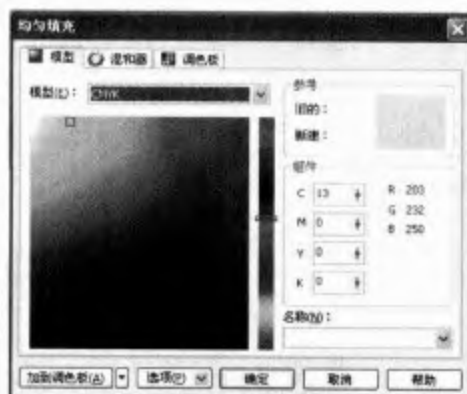 均匀填充
模型 混和器 调色板
模型(E): CMYK
参考
旧的:
新建:
组件
C 13 R 203
M 0 G 232
Y 0 B 250
K 0
名称(N):
加到调色板(A) 选项(P) 确定 取消 帮助